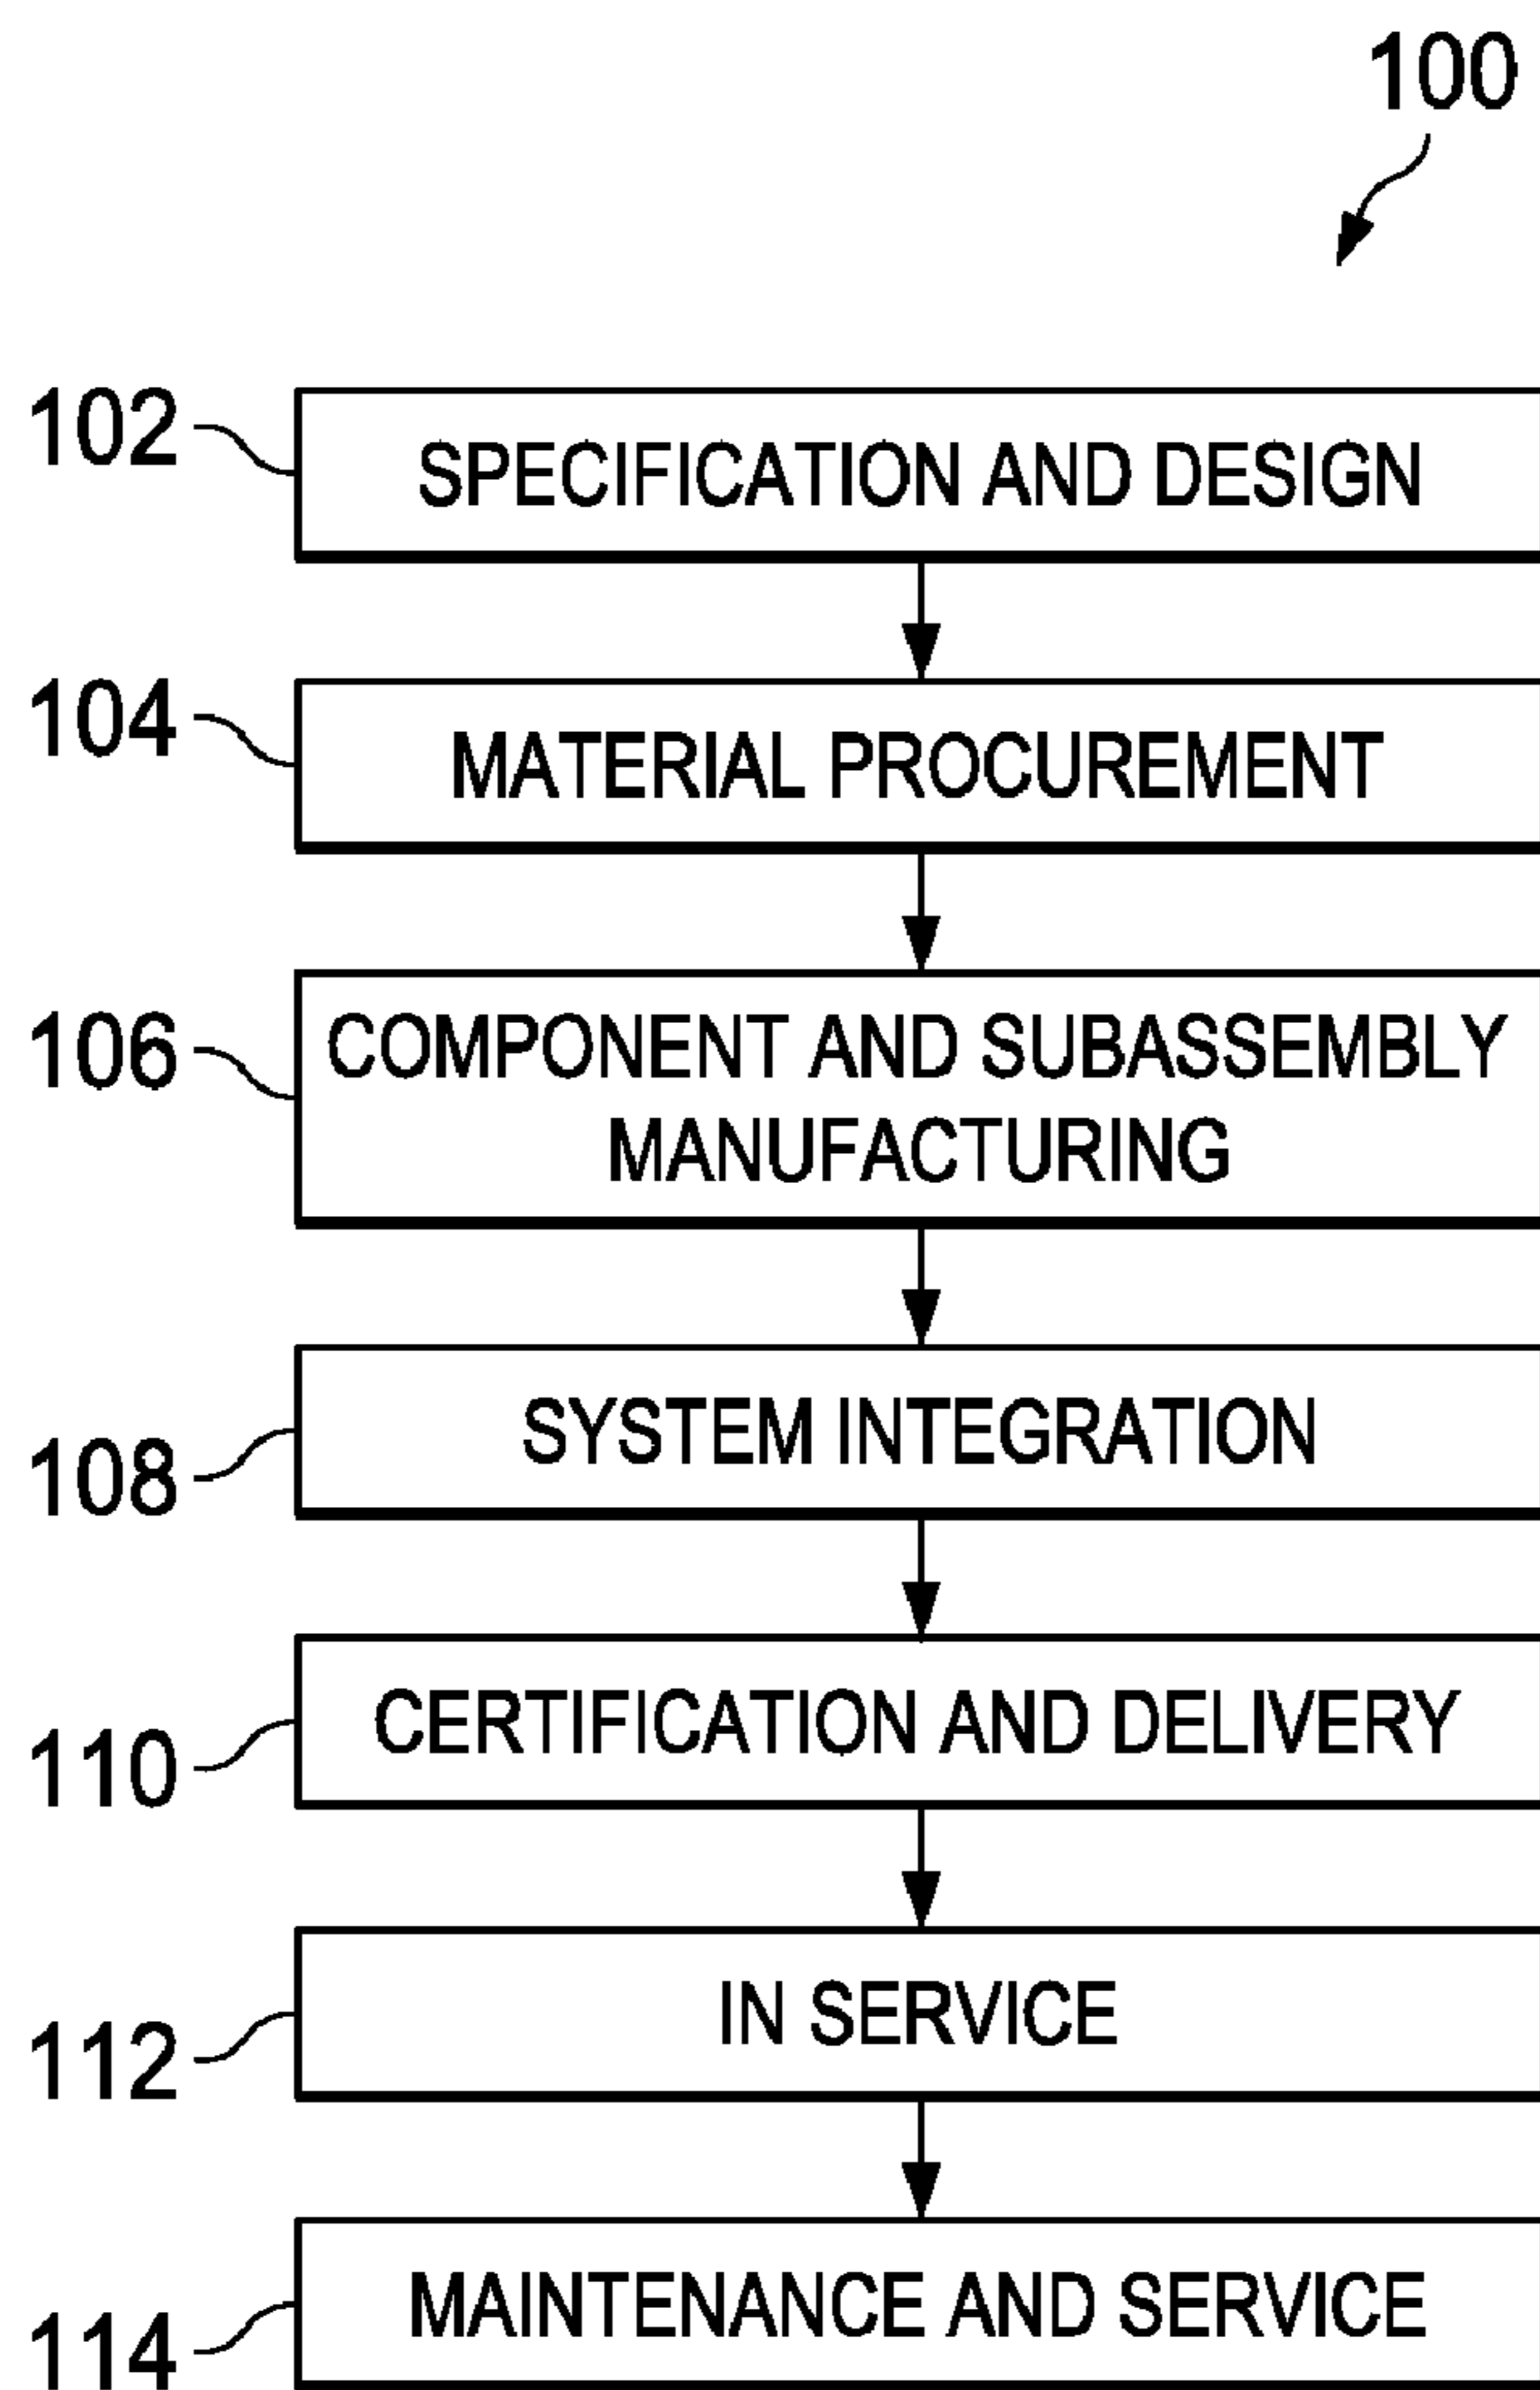 100
102
SPECIFICATION AND DESIGN
104
MATERIAL PROCUREMENT
106
COMPONENT AND SUBASSEMBLY
MANUFACTURING
108
SYSTEM INTEGRATION
110
CERTIFICATION AND DELIVERY
112
IN SERVICE
114
MAINTENANCE AND SERVICE